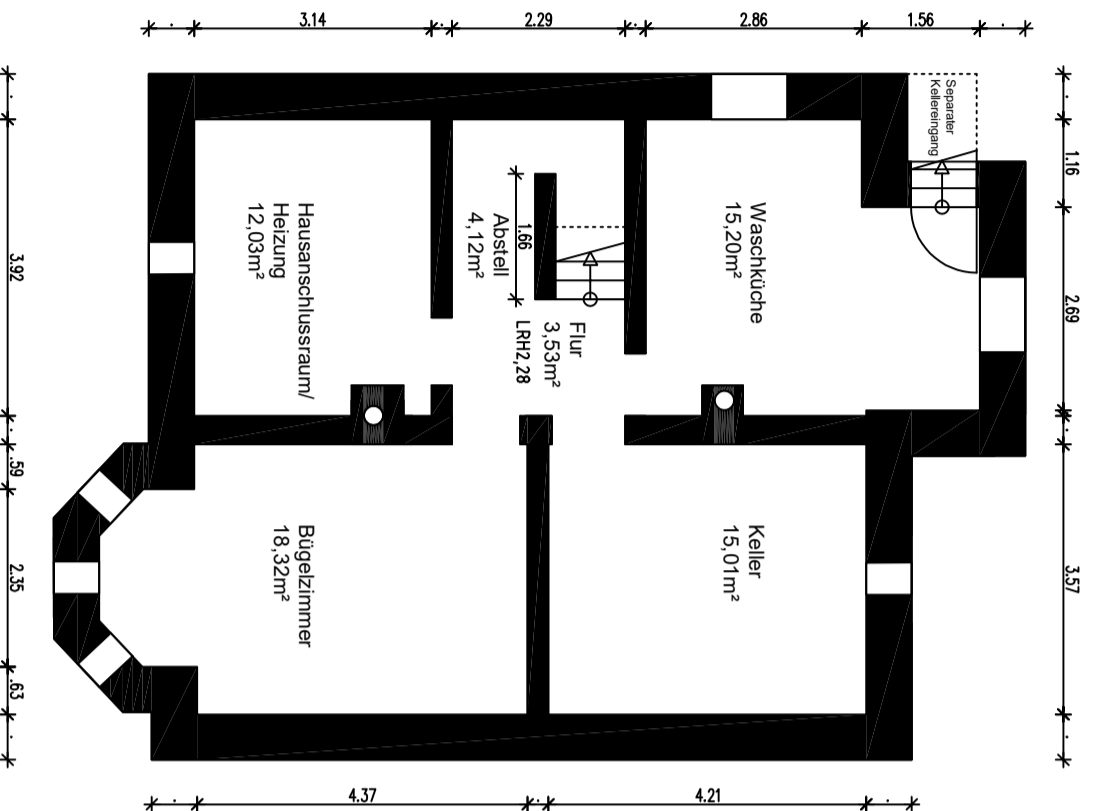 3.14
2.29
2.86
1.56
Separater
Kellereingang
1.16
2.69
3.57
Waschküche
15,20m²
Abstell
4,12m²
1.66
Flur
3,53m²
LRH2,28
Hausanschlussraum/
Heizung
12,03m²
Keller
15,01m²
Bügelzimmer
18,32m²
3.92
.59
2.35
.63
4.37
4.21